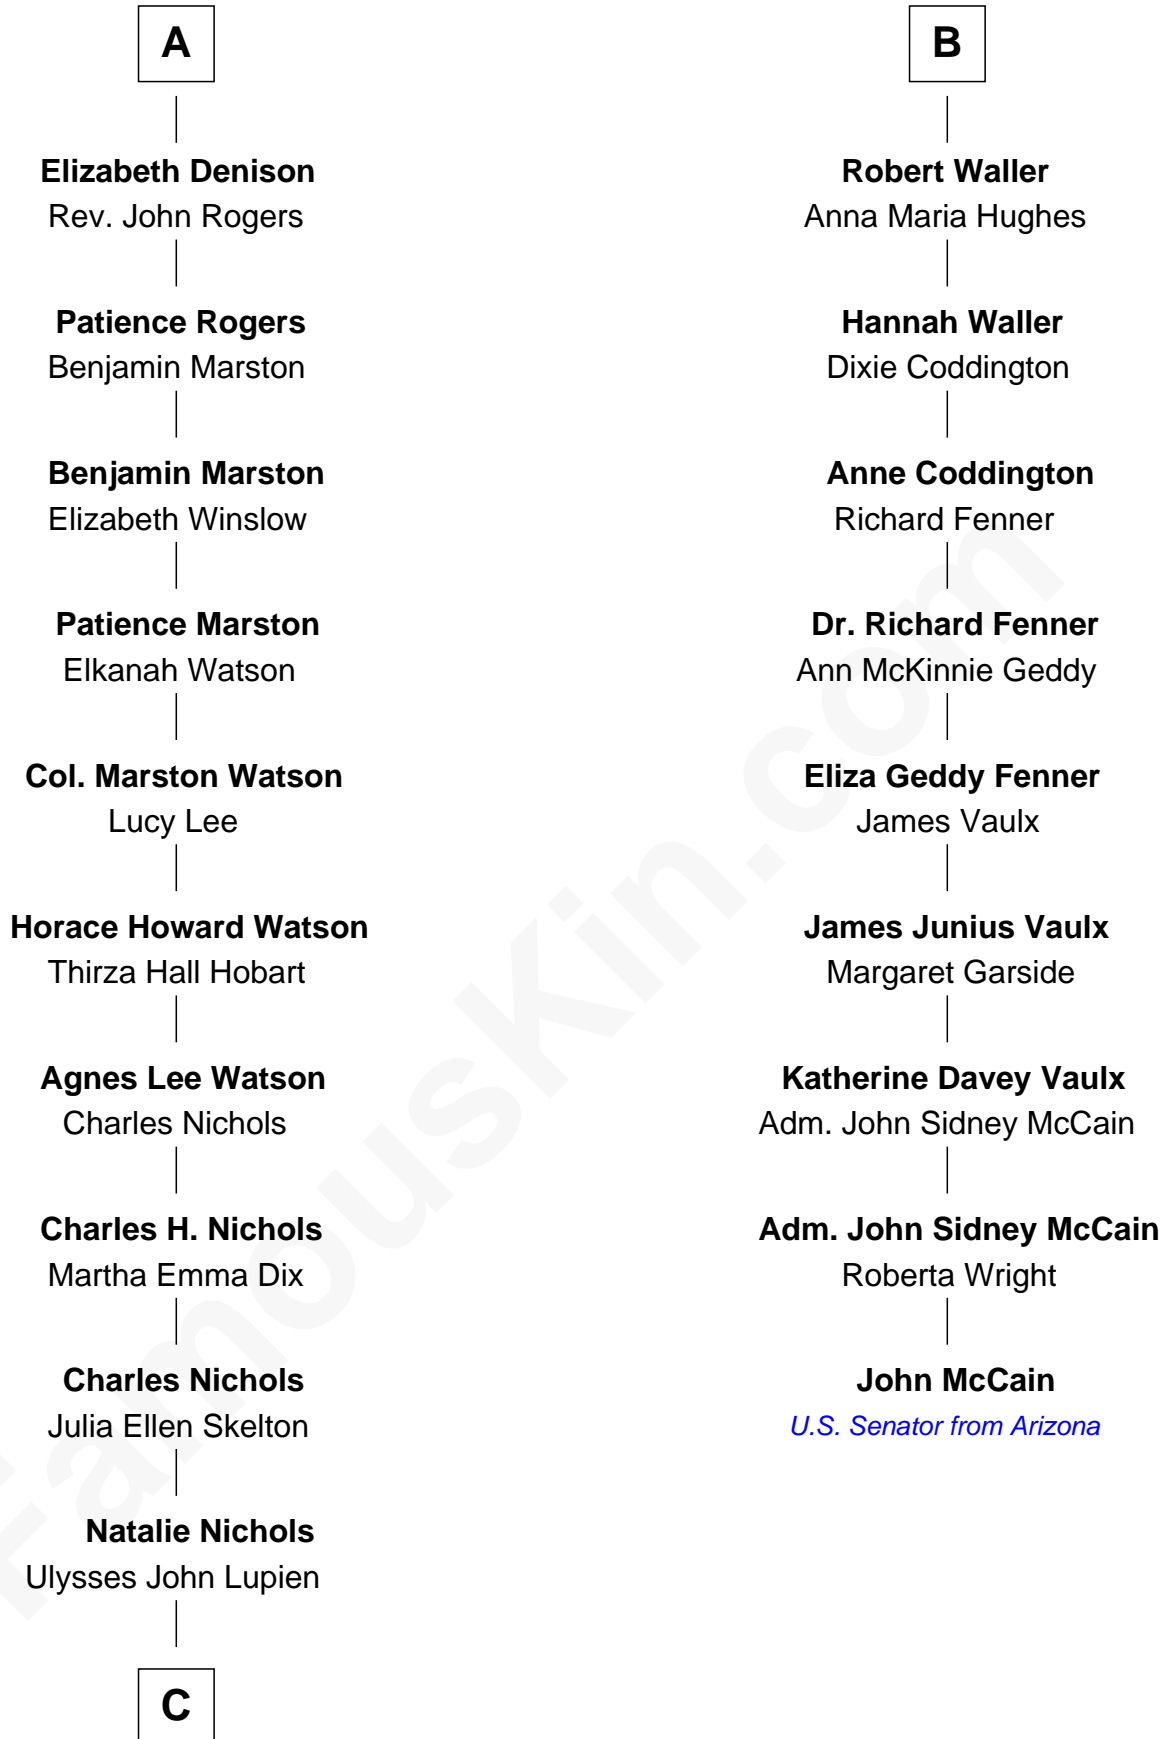 A
Elizabeth Denison
Rev. John Rogers
Patience Rogers
Benjamin Marston
Benjamin Marston
Elizabeth Winslow
Patience Marston
Elkanah Watson
Col. Marston Watson
Lucy Lee
Horace Howard Watson
Thirza Hall Hobart
Agnes Lee Watson
Charles Nichols
Charles H. Nichols
Martha Emma Dix
Charles Nichols
Julia Ellen Skelton
Natalie Nichols
Ulysses John Lupien
C
B
Robert Waller
Anna Maria Hughes
Hannah Waller
Dixie Coddington
Anne Coddington
Richard Fenner
Dr. Richard Fenner
Ann McKinnie Geddy
Eliza Geddy Fenner
James Vaulx
James Junius Vaulx
Margaret Garside
Katherine Davey Vaulx
Adm. John Sidney McCain
Adm. John Sidney McCain
Roberta Wright
John McCain
U.S. Senator from Arizona
FamousKin.com